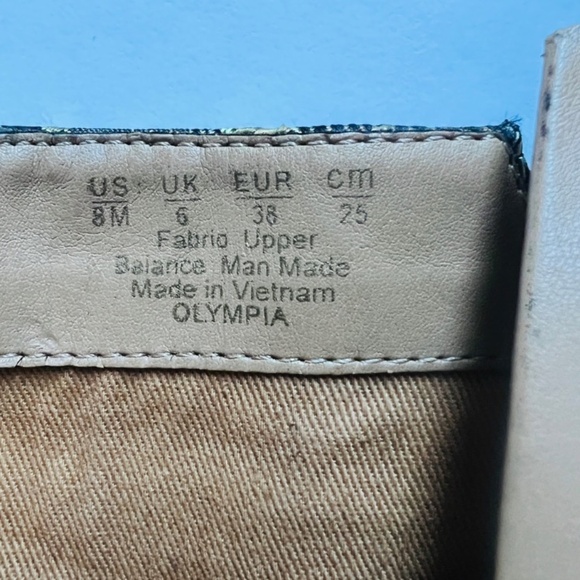 US UK EUR cm
8M 6 38 25
Fabric Upper
Balance Man Made
Made in Vietnam
OLYMPIA